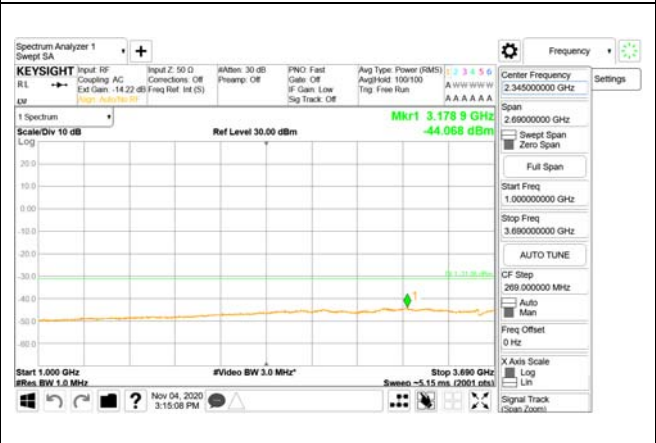 Spectrum Analyzer 1
Swept SA
Frequency
KEYSIGHT
RL
Input: RF
Coupling: AC
Ext Gain: -14.22 dB
Align: Auto/No RF
Input Z: 50 Ω
Corrections: Off
Freq Ref: Int (S)
#Atten: 30 dB
Preamp: Off
PNO: Fast
Gate: Off
IF Gain: Low
Sig Track: Off
Avg Type: Power (RMS)
Avg|Hold: 100/100
Trig: Free Run
1 2 3 4 5 6
A W W W W W
A A A A A A
1 Spectrum
Scale/Div 10 dB
Log
Ref Level 30.00 dBm
Mkr1 3.178 9 GHz
-44.068 dBm
20.0
10.0
0.00
-10.0
-20.0
-30.0
-40.0
-50.0
-60.0
1
Start 1.000 GHz
#Res BW 1.0 MHz
#Video BW 3.0 MHz*
Stop 3.690 GHz
Sweep ~5.15 ms (2001 pts)
Nov 04, 2020
3:15:08 PM
Center Frequency
2.345000000 GHz
Settings
Span
2.69000000 GHz
Swept Span
Zero Span
Full Span
Start Freq
1.000000000 GHz
Stop Freq
3.690000000 GHz
AUTO TUNE
CF Step
269.000000 MHz
Auto
Man
Freq Offset
0 Hz
X Axis Scale
Log
Lin
Signal Track
(Span Zoom)